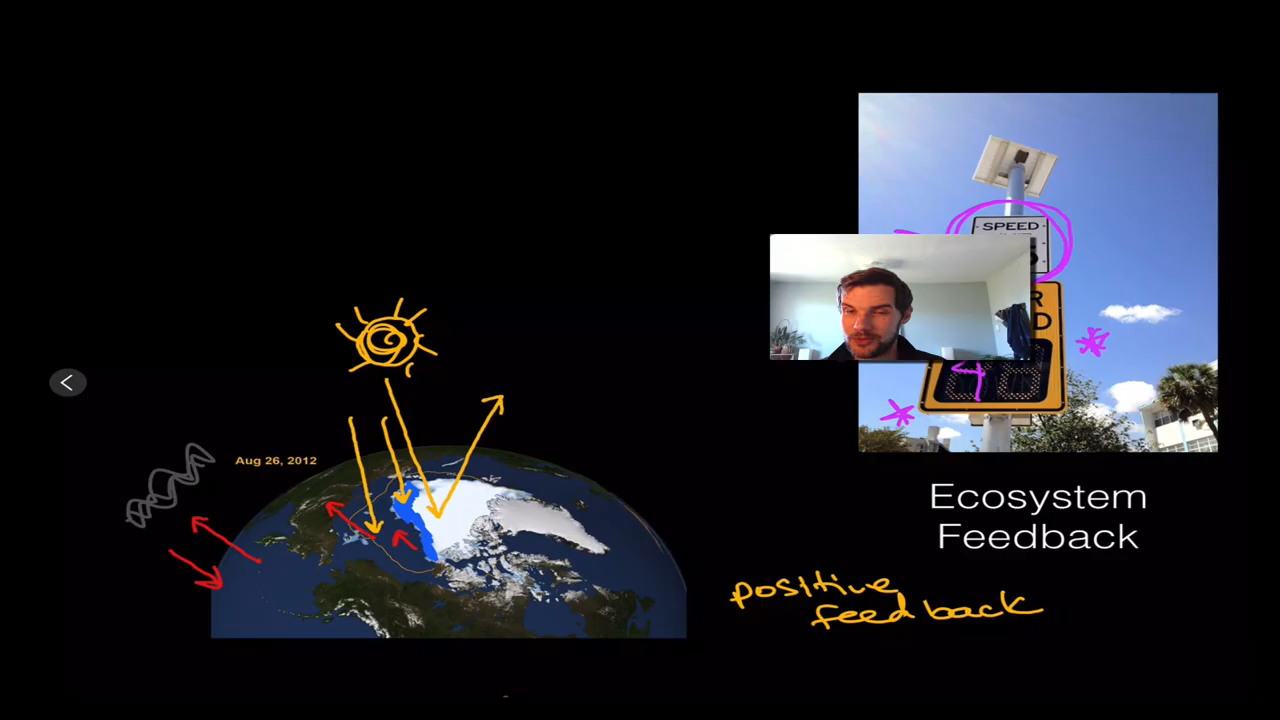 SPEED
Aug 26, 2012
Ecosystem
Feedback
positive
feedback